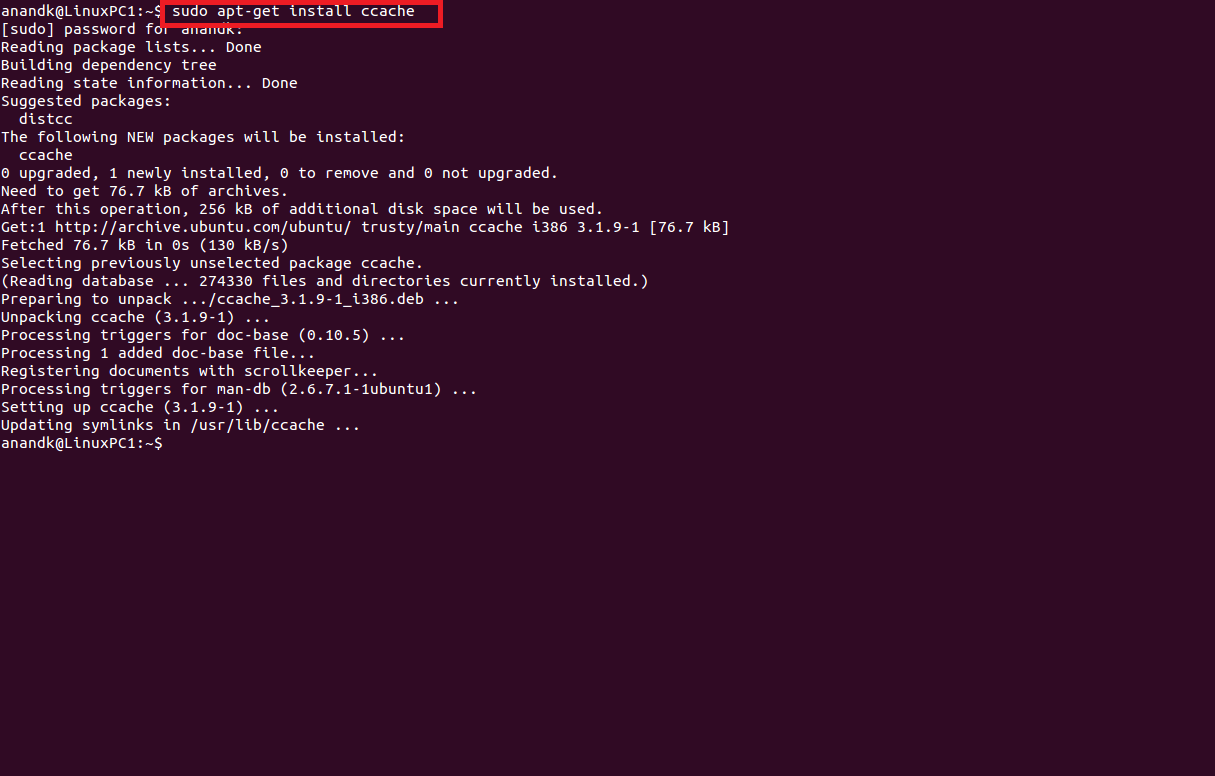 anandk@LinuxPC1:~$ sudo apt-get install ccache
[sudo] password for anandk:
Reading package lists... Done
Building dependency tree
Reading state information... Done
Suggested packages:
  distcc
The following NEW packages will be installed:
  ccache
0 upgraded, 1 newly installed, 0 to remove and 0 not upgraded.
Need to get 76.7 kB of archives.
After this operation, 256 kB of additional disk space will be used.
Get:1 http://archive.ubuntu.com/ubuntu/ trusty/main ccache i386 3.1.9-1 [76.7 kB]
Fetched 76.7 kB in 0s (130 kB/s)
Selecting previously unselected package ccache.
(Reading database ... 274330 files and directories currently installed.)
Preparing to unpack .../ccache_3.1.9-1_i386.deb ...
Unpacking ccache (3.1.9-1) ...
Processing triggers for doc-base (0.10.5) ...
Processing 1 added doc-base file...
Registering documents with scrollkeeper...
Processing triggers for man-db (2.6.7.1-1ubuntu1) ...
Setting up ccache (3.1.9-1) ...
Updating symlinks in /usr/lib/ccache ...
anandk@LinuxPC1:~$